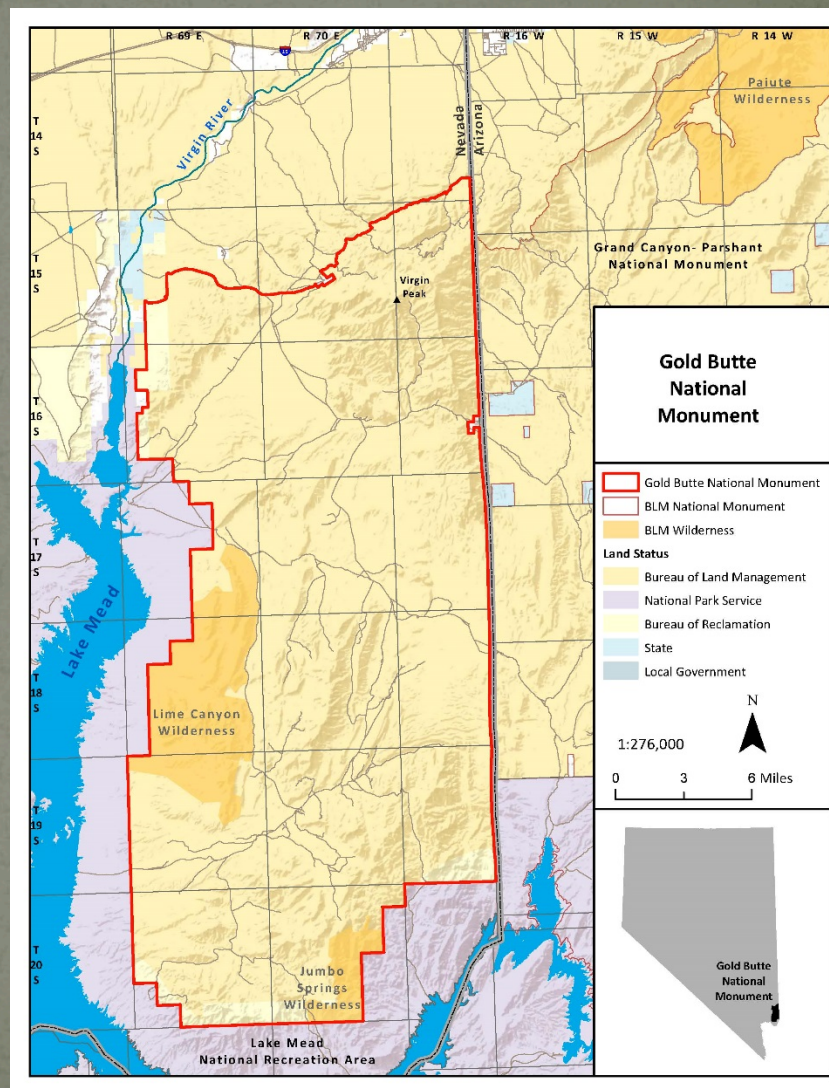 R 69 E
R 70 E
R 16 W
R 15 W
R 14 W
15
Paiute
Wilderness
Virgin River
T
14
S
Nevada
Arizona
Grand Canyon- Parshant
National Monument
T
15
S
Virgin
Peak
T
16
S
T
17
S
Lake Mead
T
18
S
Lime Canyon
Wilderness
T
19
S
T
20
S
Jumbo
Springs
Wilderness
Lake Mead
National Recreation Area
Gold Butte
National
Monument
Gold Butte National Monument
BLM National Monument
BLM Wilderness
Land Status
Bureau of Land Management
National Park Service
Bureau of Reclamation
State
Local Government
N
1:276,000
0 3 6 Miles
Gold Butte
National
Monument